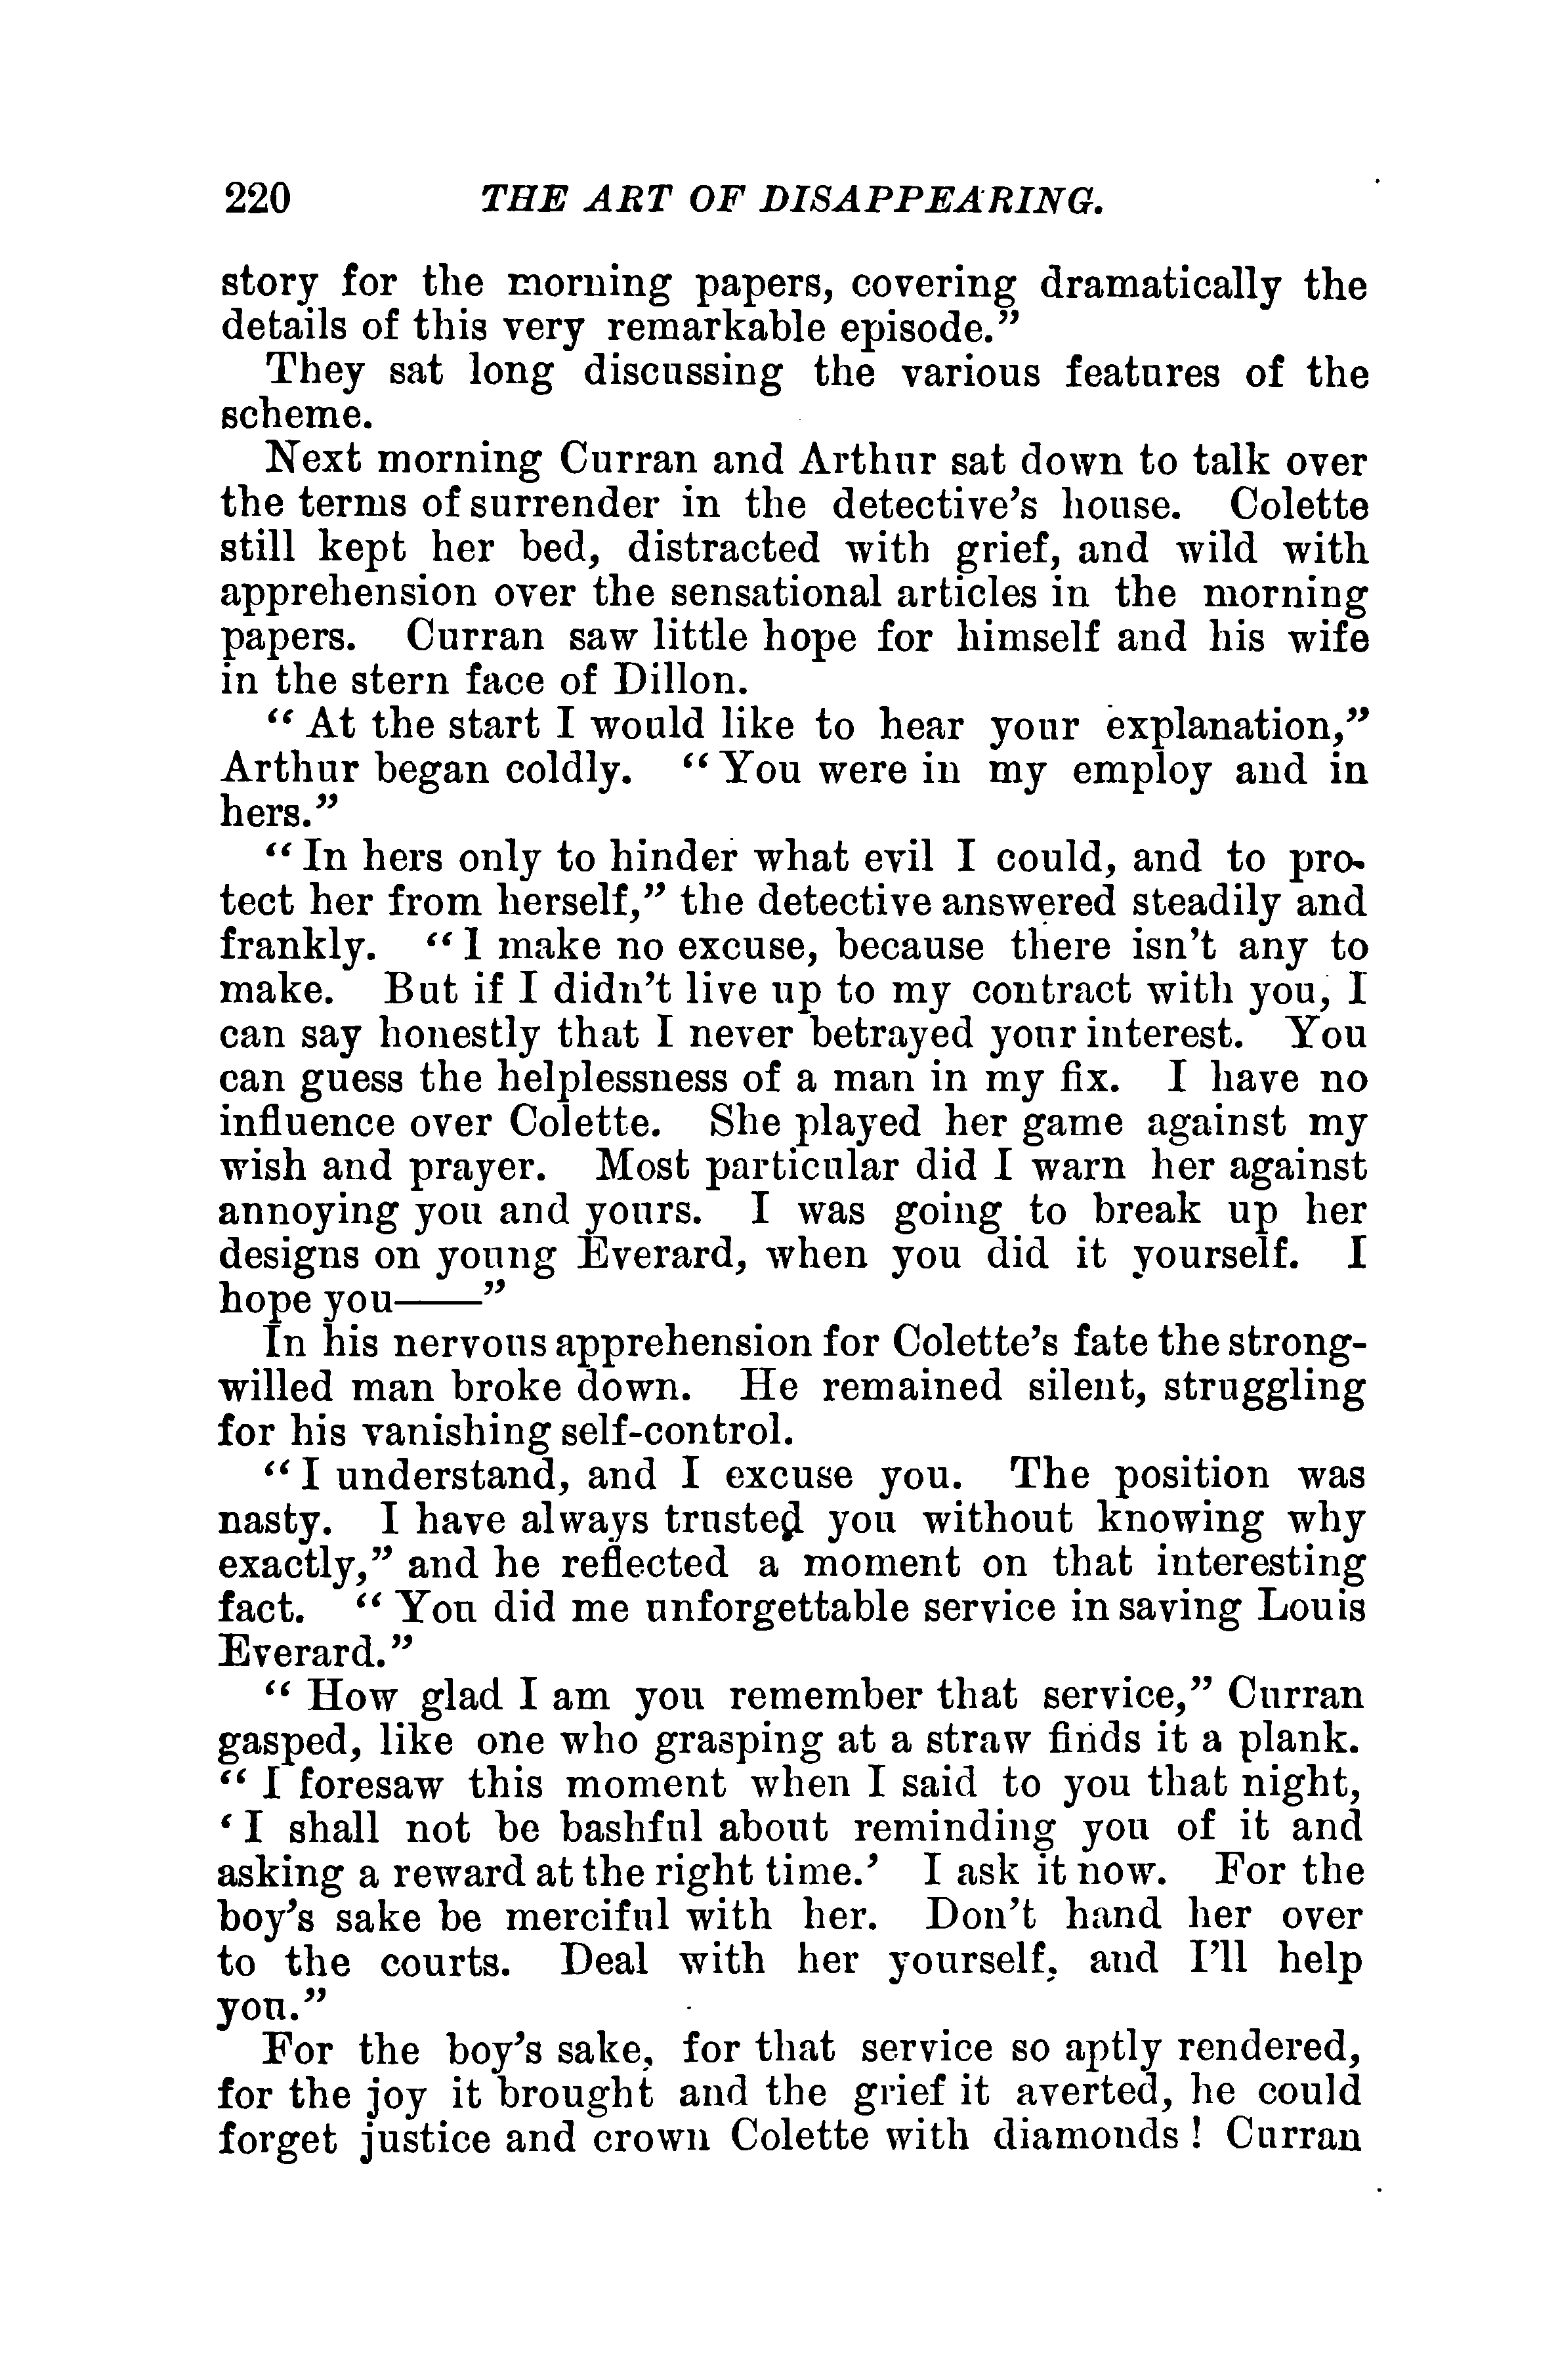 220 THE ART OF DISAPPEARING.
story for the morning papers, covering dramatically the
details of this very remarkable episode.”
They sat long discussing the various features of the
scheme.
Next morning Curran and Arthur sat down to talk over
the terms of surrender in the detective’s house. Colette
still kept her bed, distracted with grief, and wild with
apprehension over the sensational articles in the morning
papers. Curran saw little hope for himself and his wife
in the stern face of Dillon.
“At the start I would like to hear your explanation,”
Arthur began coldly. “You were in my employ and in
hers.”
“In hers only to hinder what evil I could, and to pro-
tect her from herself,” the detective answered steadily and
frankly. “I make no excuse, because there isn’t any to
make. But if I didn’t live up to my contract with you, I
can say honestly that I never betrayed your interest. You
can guess the helplessness of a man in my fix. I have no
influence over Colette. She played her game against my
wish and prayer. Most particular did I warn her against
annoying you and yours. I was going to break up her
designs on young Everard, when you did it yourself. I
hope you——”
In his nervous apprehension for Colette’s fate the strong-
willed man broke down. He remained silent, struggling
for his vanishing self-control.
“I understand, and I excuse you. The position was
nasty. I have always trusted you without knowing why
exactly,” and he reflected a moment on that interesting
fact. “You did me unforgettable service in saving Louis
Everard.”
“How glad I am you remember that service,” Curran
gasped, like one who grasping at a straw finds it a plank.
“I foresaw this moment when I said to you that night,
‘I shall not be bashful about reminding you of it and
asking a reward at the right time.’ I ask it now. For the
boy’s sake be merciful with her. Don’t hand her over
to the courts. Deal with her yourself, and I’ll help
you.”
For the boy’s sake, for that service so aptly rendered,
for the joy it brought and the grief it averted, he could
forget justice and crown Colette with diamonds! Curran